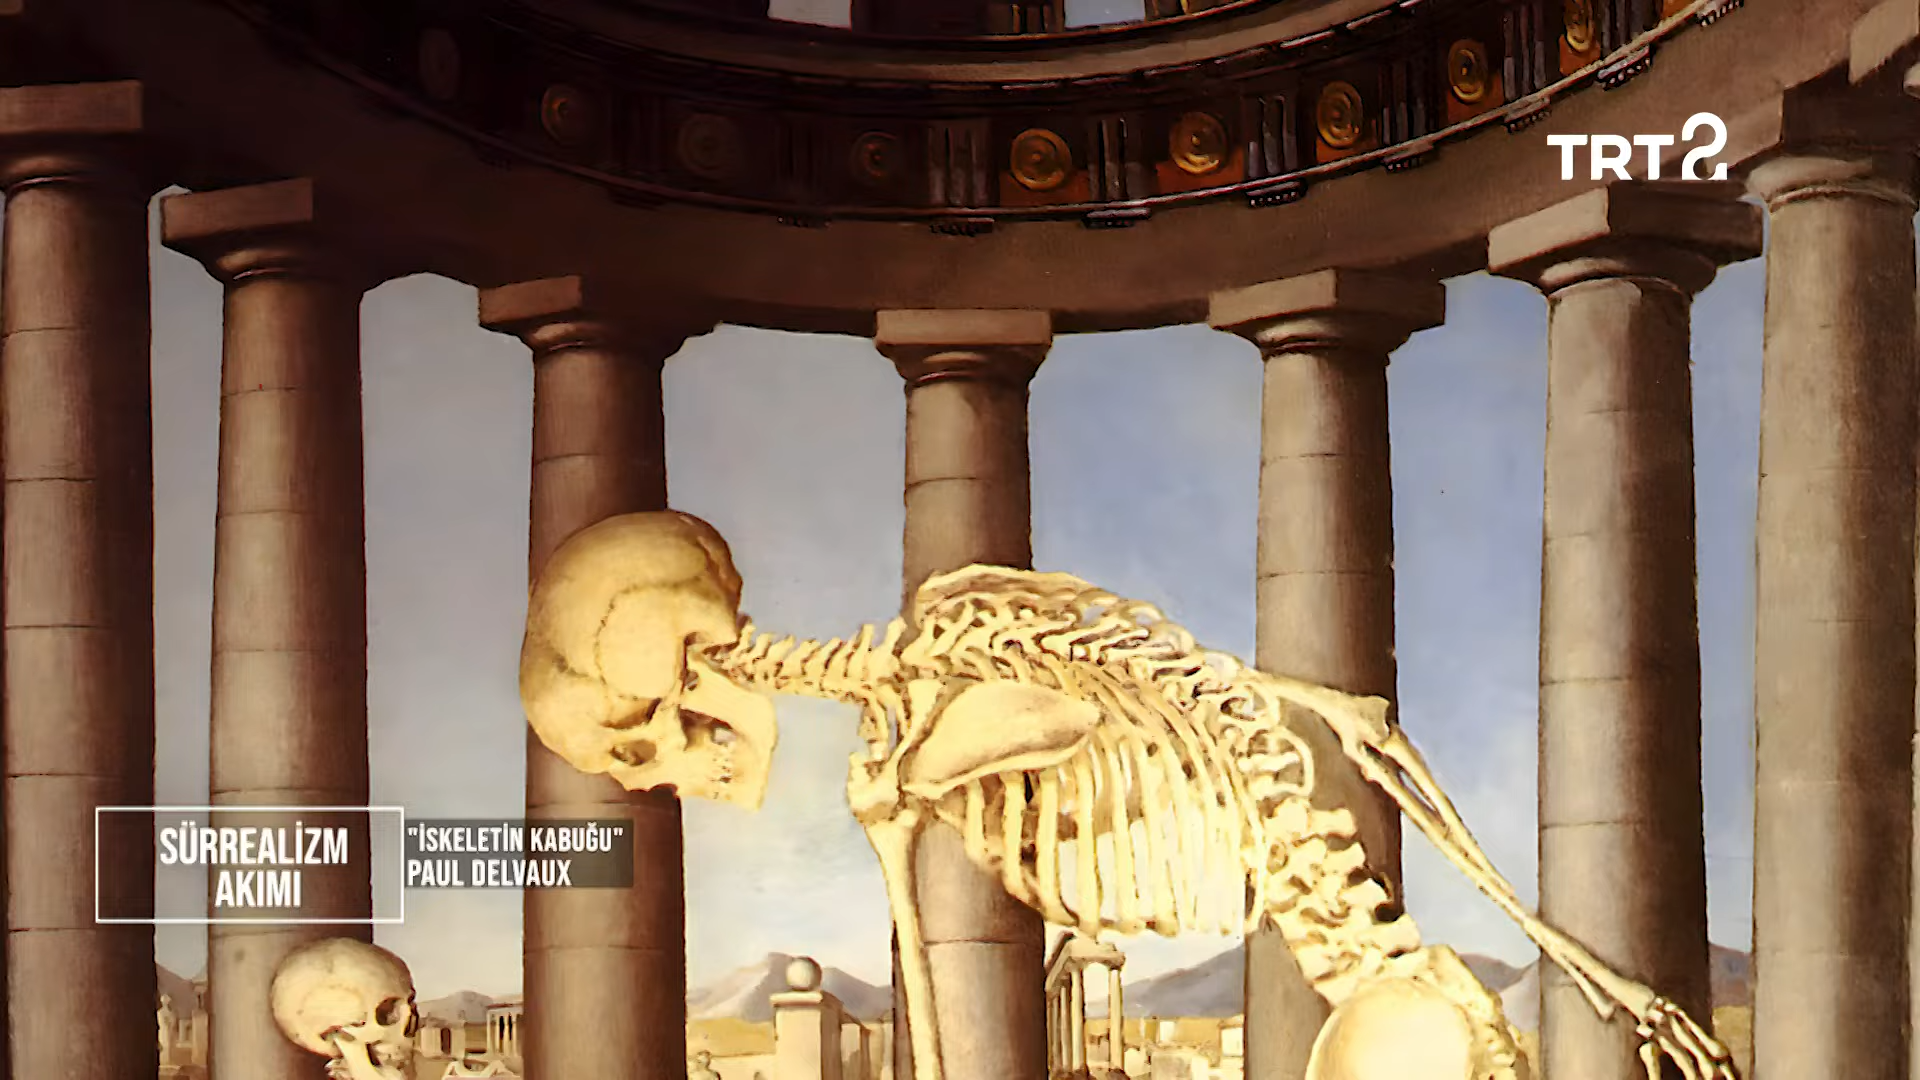 TRT2
SÜRREALİZM
AKIMI
"İSKELETİN KABUĞU"
PAUL DELVAUX